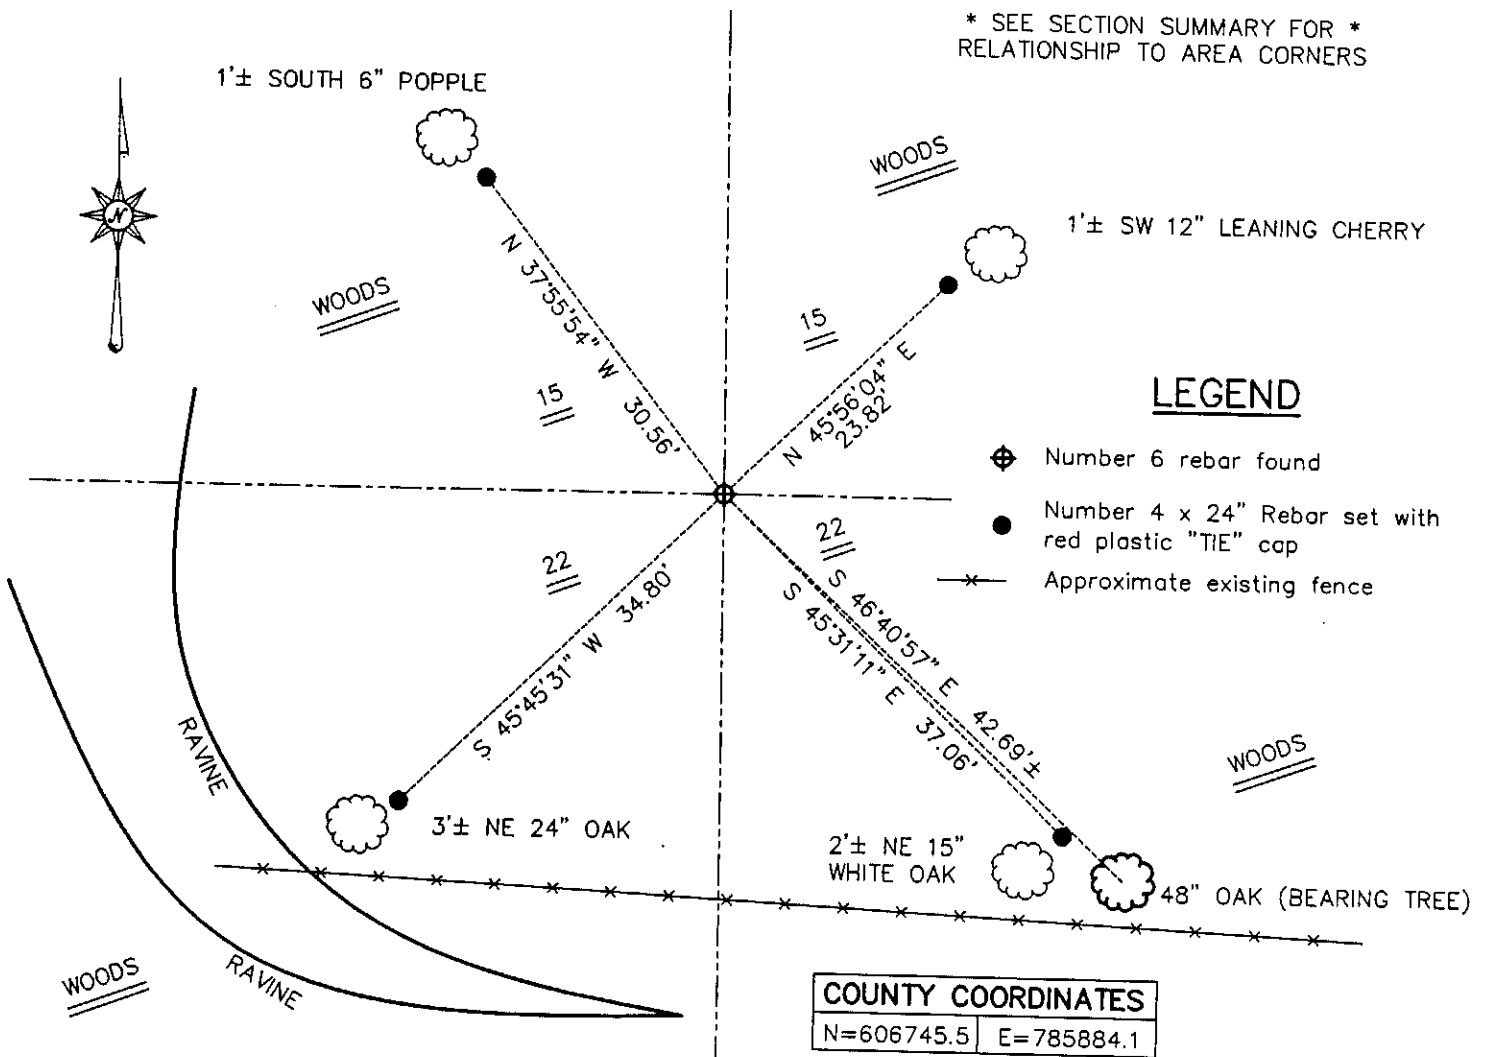 * SEE SECTION SUMMARY FOR *
RELATIONSHIP TO AREA CORNERS
1'± SOUTH 6" POPPLE
WOODS
1'± SW 12" LEANING CHERRY
N
N 37°55'54" W 30.56'
WOODS
15
15
N 45°56'04" E
23.82'
LEGEND
Number 6 rebar found
Number 4 x 24" Rebar set with
red plastic "TIE" cap
Approximate existing fence
22
22
S 45°45'31" W 34.80'
S 46°40'57" E 42.69'±
S 45°31'11" E 37.06'
RAVINE
WOODS
3'± NE 24" OAK
2'± NE 15"
WHITE OAK
48" OAK (BEARING TREE)
WOODS
RAVINE
COUNTY COORDINATES
N=606745.5 E=785884.1